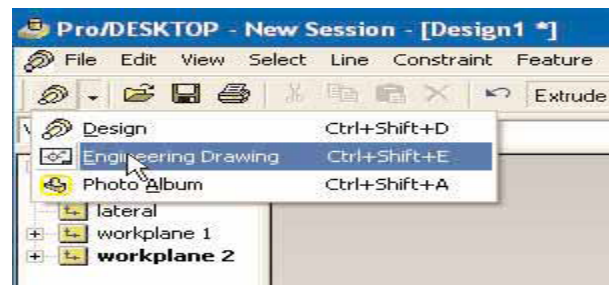 Pro/DESKTOP - New Session - [Design1 *]
File Edit View Select Line Constraint Feature
Extrude
Design Ctrl+Shift+D
Engineering Drawing Ctrl+Shift+E
Photo Album Ctrl+Shift+A
lateral
workplane 1
workplane 2